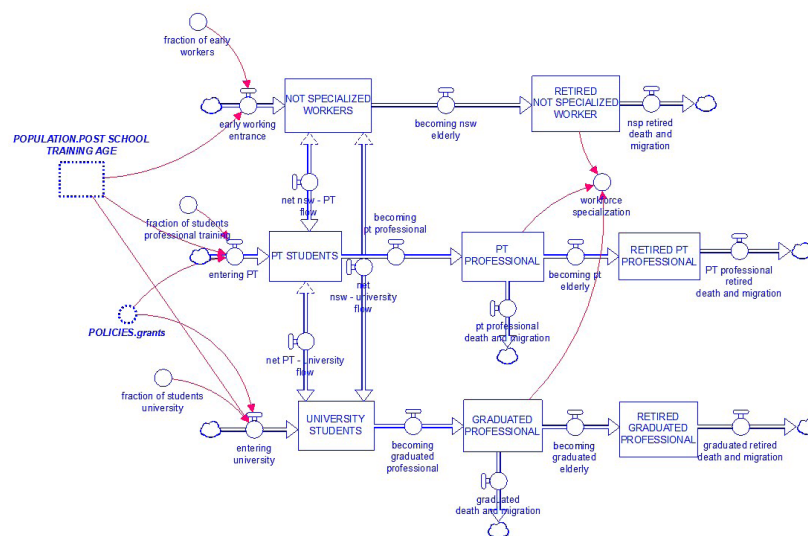 fraction of early
workers
NOT SPECIALIZED
WORKERS
RETIRED
NOT SPECIALIZED
WORKER
early working
entrance
becoming nsw
elderly
nsp retired
death and
migration
POPULATION.POST SCHOOL
TRAINING AGE
net nsw - PT
flow
workforce
specialization
fraction of students
professional training
becoming
pt professional
PT STUDENTS
PT
PROFESSIONAL
RETIRED PT
PROFESSIONAL
entering PT
net
nsw - university
flow
becoming pt
elderly
PT professional
retired
death and migration
POLICIES.grants
pt professional
death and migration
net PT - university
flow
fraction of students
university
UNIVERSITY
STUDENTS
GRADUATED
PROFESSIONAL
RETIRED
GRADUATED
PROFESSIONAL
entering
university
becoming
graduated
professional
becoming
graduated
elderly
graduated retired
death and migration
graduated
death and migration